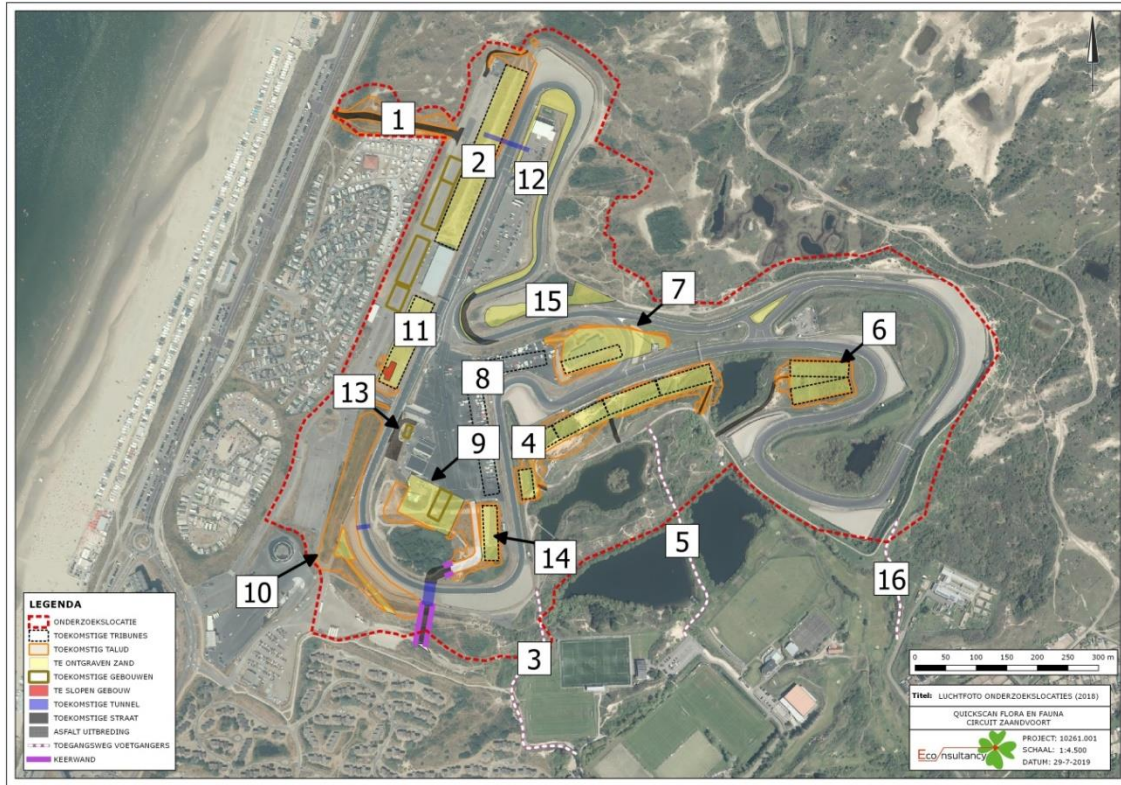 1
2
12
15
7
6
11
8
13
4
9
5
14
10
16
3
LEGENDA
ONDERZOEKSLOCATIE
TOEKOMSTIGE TRIBUNES
TOEKOMSTIG TALUD
TE ONTGRAVEN ZAND
TOEKOMSTIGE GEBOUWEN
TE SLOPEN GEBOUW
TOEKOMSTIGE TUNNEL
TOEKOMSTIGE STRAAT
ASFALT UITBREDING
TOEGANGSWEG VOETGANGERS
KEERWAND
0 50 100 150 200 250 300 m
Titel: LUCHTFOTO ONDERZOEKSLOCATIES (2018)
QUICKSCAN FLORA EN FAUNA
CIRCUIT ZAANDVOORT
Econsultancy
PROJECT: 10261.001
SCHAAL: 1:4.500
DATUM: 29-7-2019